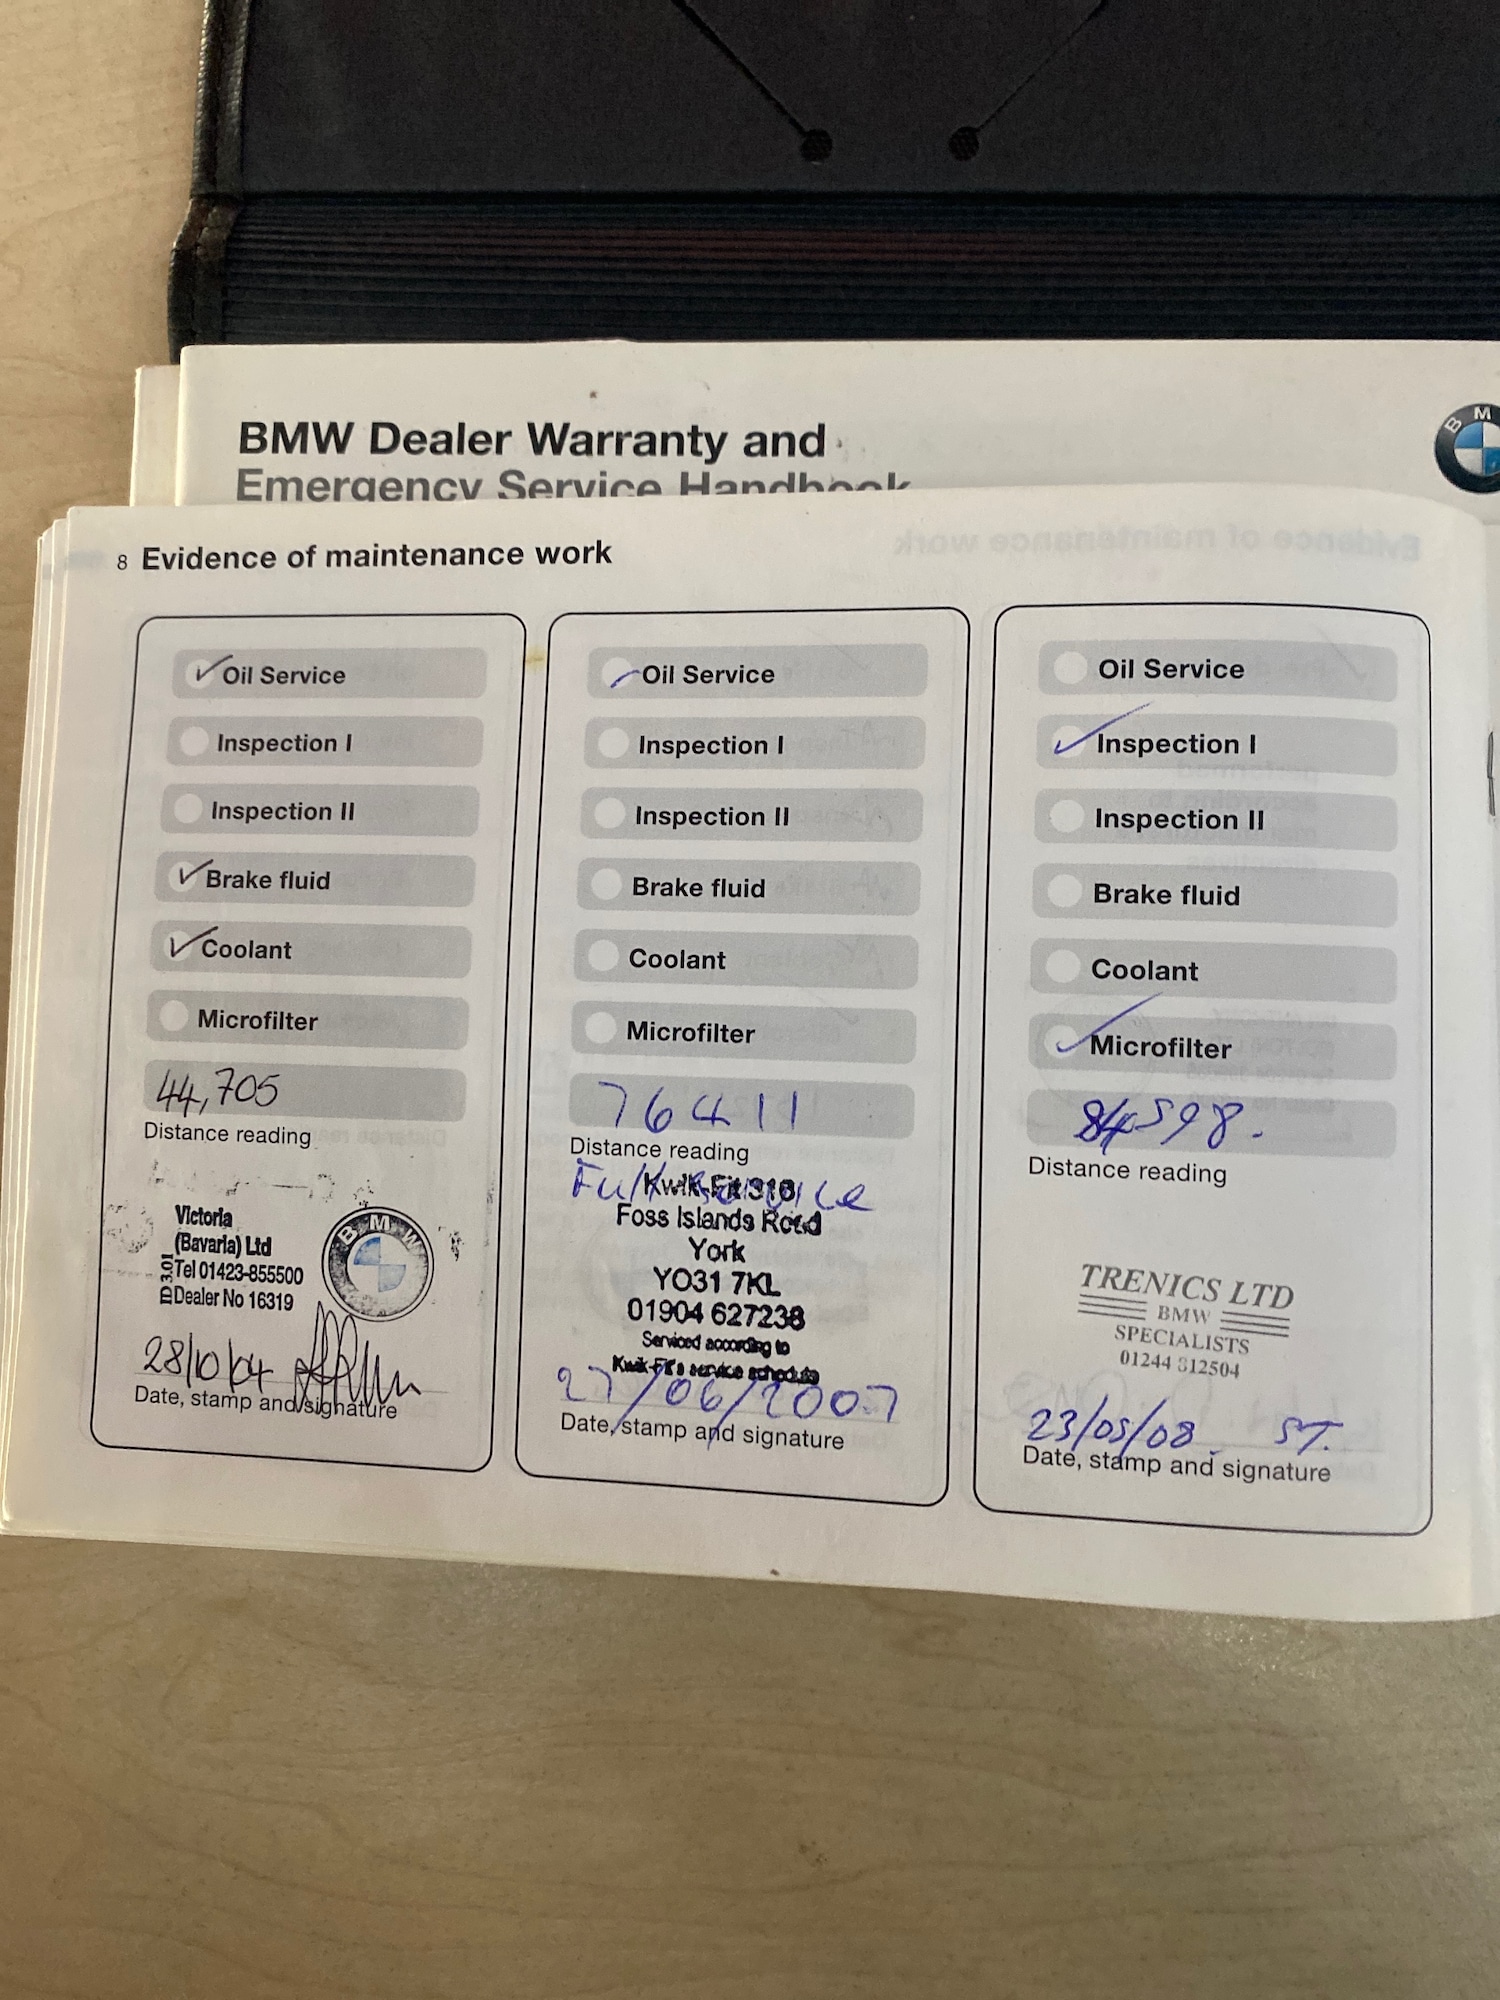 BMW Dealer Warranty and
Emergency Service Handbook
B M
8 Evidence of maintenance work
Oil Service
Inspection I
Inspection II
Brake fluid
Coolant
Microfilter
44,705
Distance reading
Victoria
(Bavaria) Ltd
Tel 01423-855500
Dealer No 16319
BMW
28/10/04
Date, stamp and signature
Oil Service
Inspection I
Inspection II
Brake fluid
Coolant
Microfilter
76411
Distance reading
Full Service
Kwik-Fit 318
Foss Islands Road
York
YO31 7KL
01904 627238
Serviced according to
Kwik-Fit's service schedule
27/06/2007
Date, stamp and signature
Oil Service
Inspection I
Inspection II
Brake fluid
Coolant
Microfilter
84598.
Distance reading
TRENICS LTD
BMW
SPECIALISTS
01244 812504
23/05/08. ST.
Date, stamp and signature